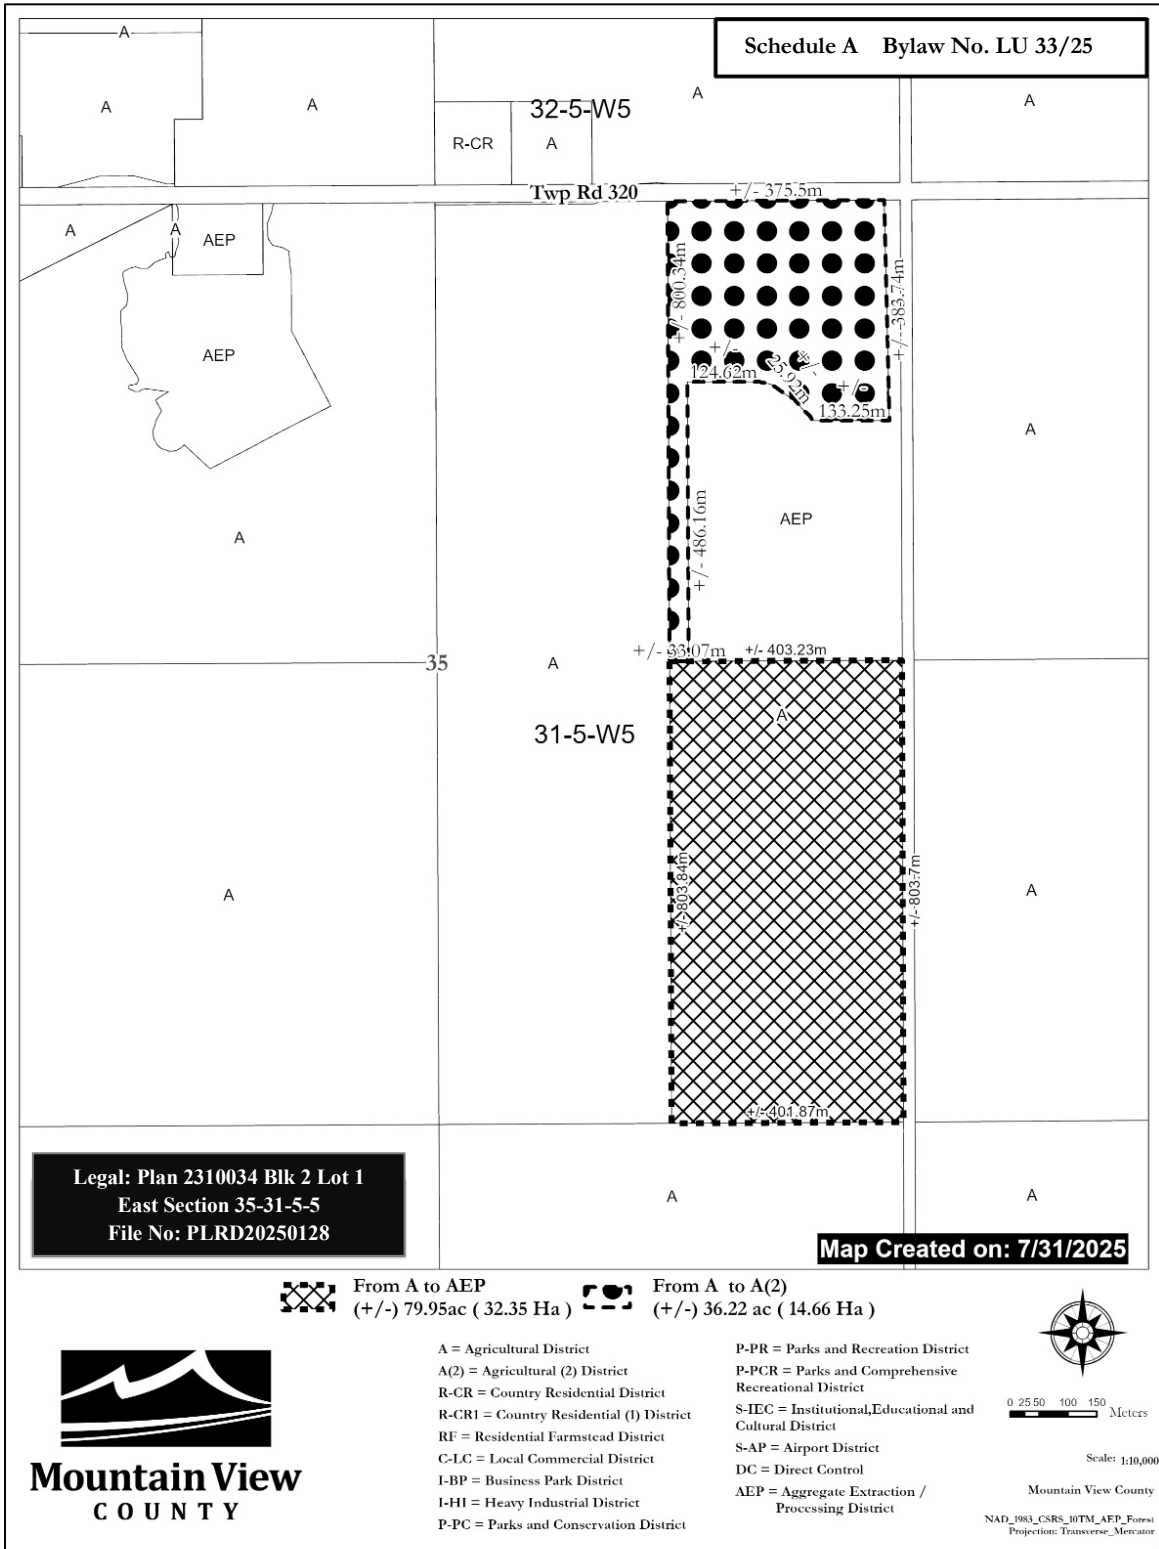 Schedule A Bylaw No. LU 33/25
A
A
A
A
A
32-5-W5
R-CR
A
Twp Rd 320
+/- 375.5m
A
A
AEP
AEP
+/- 800.34m
+/- 383.74m
+/-
124.62m
+/-
25.92m
+/-
133.25m
A
+/- 486.16m
AEP
A
+/- 33.07m
+/- 403.23m
35
A
A
31-5-W5
+/-803.84m
+/-803.7m
A
A
+/-401.87m
A
A
Legal: Plan 2310034 Blk 2 Lot 1
East Section 35-31-5-5
File No: PLRD20250128
Map Created on: 7/31/2025
From A to AEP
(+/-) 79.95ac ( 32.35 Ha )
From A to A(2)
(+/-) 36.22 ac ( 14.66 Ha )
A = Agricultural District
A(2) = Agricultural (2) District
R-CR = Country Residential District
R-CR1 = Country Residential (1) District
RF = Residential Farmstead District
C-LC = Local Commercial District
I-BP = Business Park District
I-HI = Heavy Industrial District
P-PC = Parks and Conservation District
P-PR = Parks and Recreation District
P-PCR = Parks and Comprehensive
Recreational District
S-IEC = Institutional,Educational and
Cultural District
S-AP = Airport District
DC = Direct Control
AEP = Aggregate Extraction /
Processing District
Mountain View
COUNTY
0 25 50 100 150
Meters
Scale: 1:10,000
Mountain View County
NAD_1983_CSRS_10TM_AEP_Forest
Projection: Transverse_Mercator